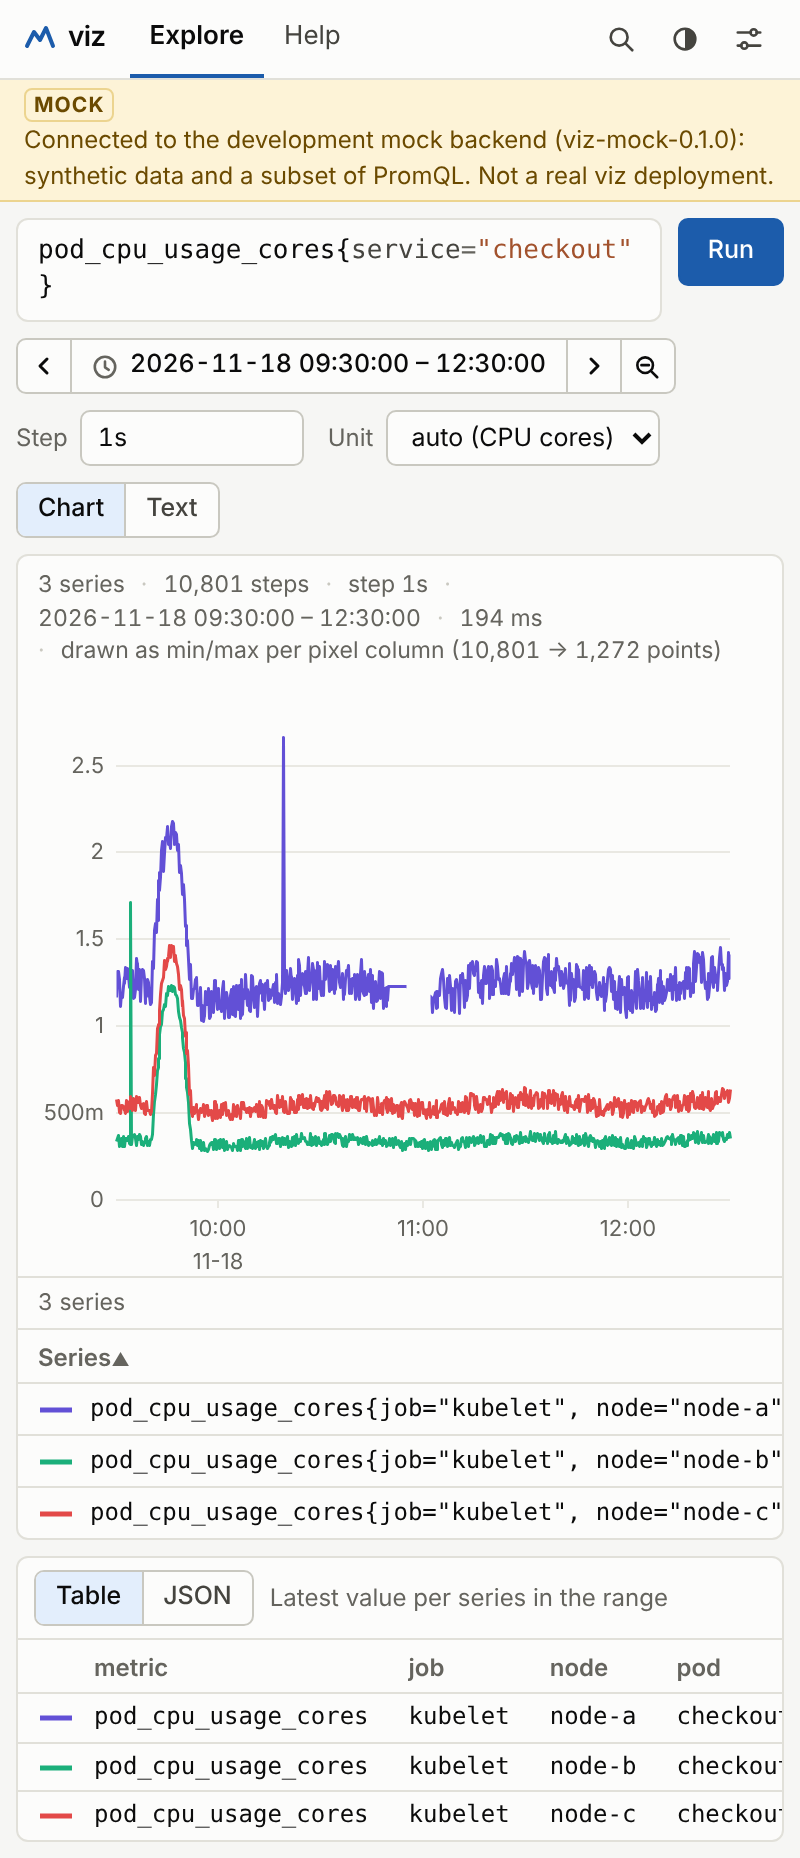 viz Explore Help
MOCK
Connected to the development mock backend (viz-mock-0.1.0):
synthetic data and a subset of PromQL. Not a real viz deployment.
pod_cpu_usage_cores{service="checkout"
}
Run
2026-11-18 09:30:00 – 12:30:00
Step 1s Unit auto (CPU cores)
Chart Text
3 series · 10,801 steps · step 1s ·
2026-11-18 09:30:00 – 12:30:00 · 194 ms
· drawn as min/max per pixel column (10,801 → 1,272 points)
2.5
2
1.5
1
500m
0
10:00 11:00 12:00
11-18
3 series
Series▲
pod_cpu_usage_cores{job="kubelet", node="node-a"
pod_cpu_usage_cores{job="kubelet", node="node-b"
pod_cpu_usage_cores{job="kubelet", node="node-c"
Table JSON Latest value per series in the range
metric job node pod
pod_cpu_usage_cores kubelet node-a checkout
pod_cpu_usage_cores kubelet node-b checkout
pod_cpu_usage_cores kubelet node-c checkout